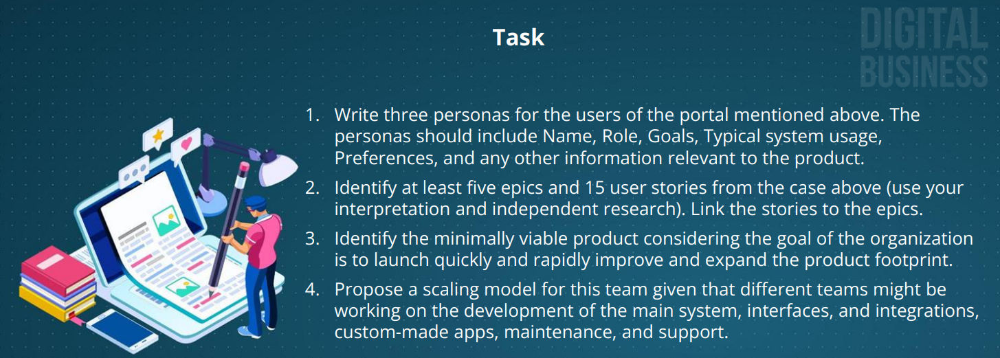 DIGITAL
BUSINESS
Task
1. Write three personas for the users of the portal mentioned above. The
personas should include Name, Role, Goals, Typical system usage,
Preferences, and any other information relevant to the product.
2. Identify at least five epics and 15 user stories from the case above (use your
interpretation and independent research). Link the stories to the epics.
3. Identify the minimally viable product considering the goal of the organization
is to launch quickly and rapidly improve and expand the product footprint.
4. Propose a scaling model for this team given that different teams might be
working on the development of the main system, interfaces, and integrations,
custom-made apps, maintenance, and support.